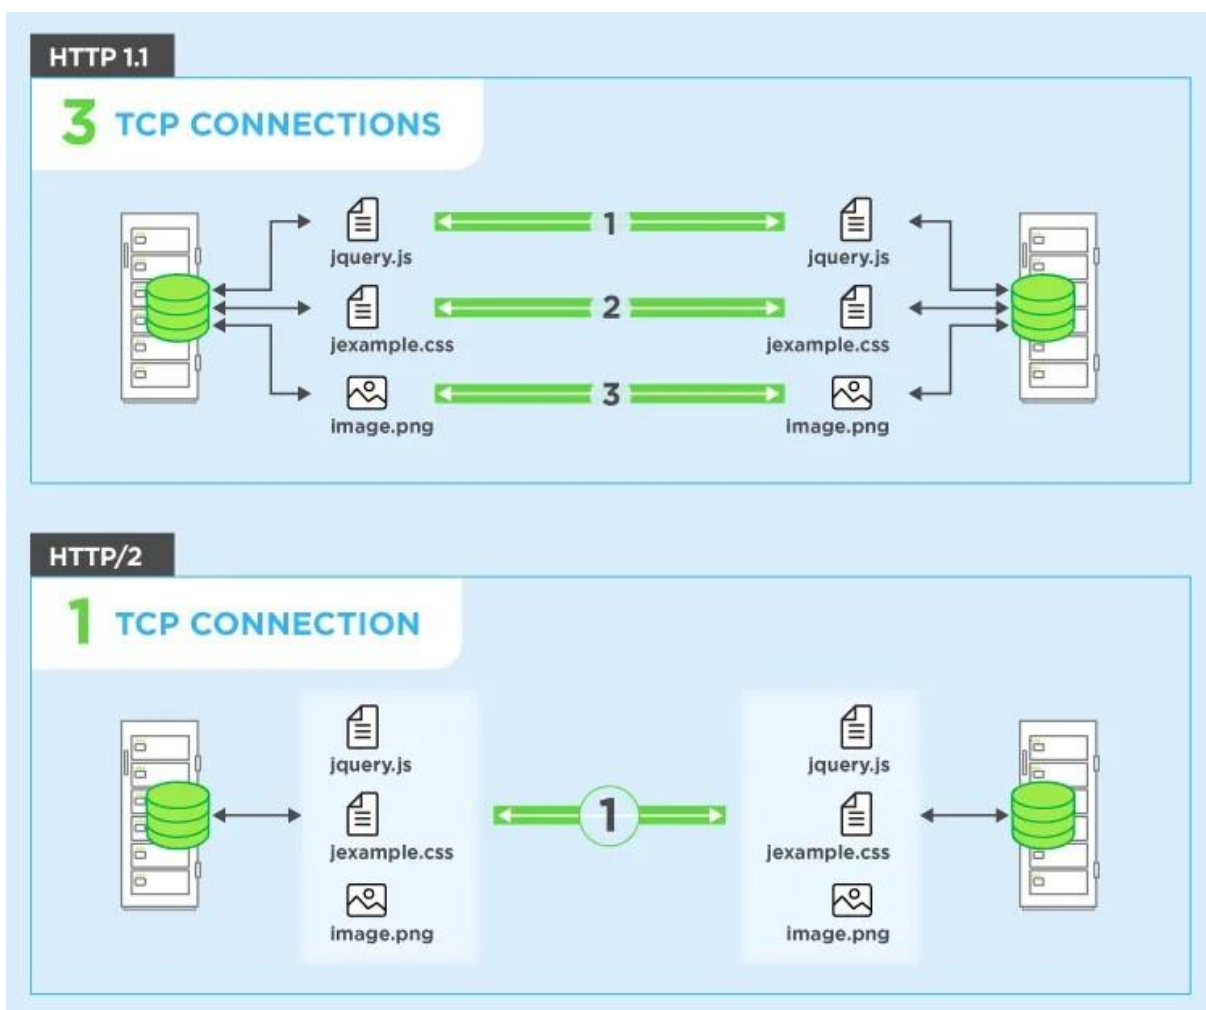 HTTP 1.1
3 TCP CONNECTIONS
jquery.js
1
jquery.js
jexample.css
2
jexample.css
image.png
3
image.png
HTTP/2
1 TCP CONNECTION
jquery.js
jquery.js
1
jexample.css
jexample.css
image.png
image.png